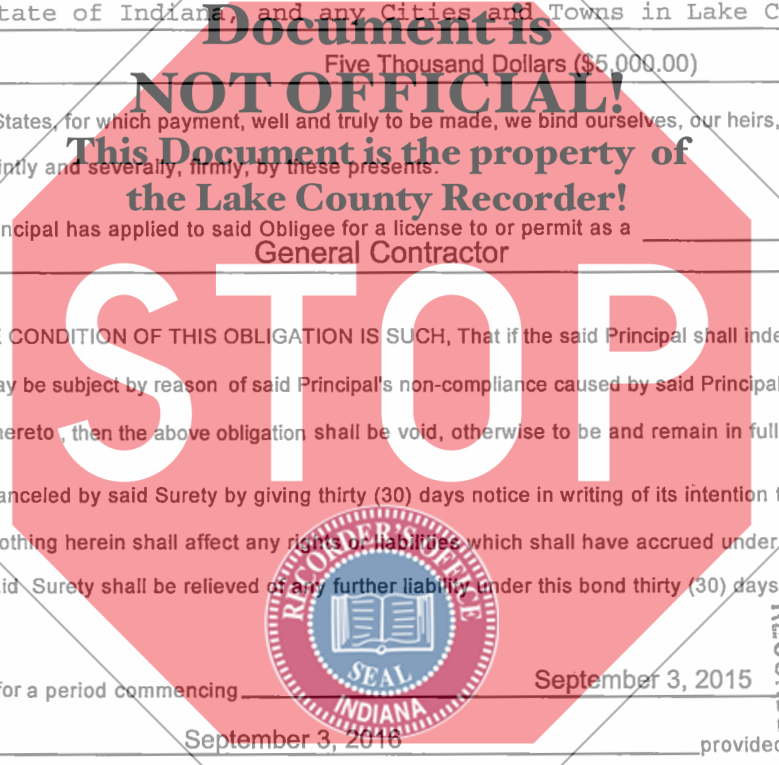 tate of Indiana, and any Cities and Towns in Lake C
Document is
Five Thousand Dollars ($5,000.00)
NOT OFFICIAL!
States, for which payment, well and truly to be made, we bind ourselves, our heirs,
This Document is the property of
intly and severally, firmly, by these presents.
the Lake County Recorder!
ncipal has applied to said Obligee for a license to or permit as a
General Contractor
STOP
E CONDITION OF THIS OBLIGATION IS SUCH, That if the said Principal shall inde
ay be subject by reason of said Principal's non-compliance caused by said Principal
hereto, then the above obligation shall be void, otherwise to be and remain in full
anceled by said Surety by giving thirty (30) days notice in writing of its intention t
othing herein shall affect any rights or liabilities which shall have accrued under
id Surety shall be relieved of any further liability under this bond thirty (30) days
RECORDER'S OFFICE
SEAL
INDIANA
for a period commencing September 3, 2015
September 3, 2016 provided